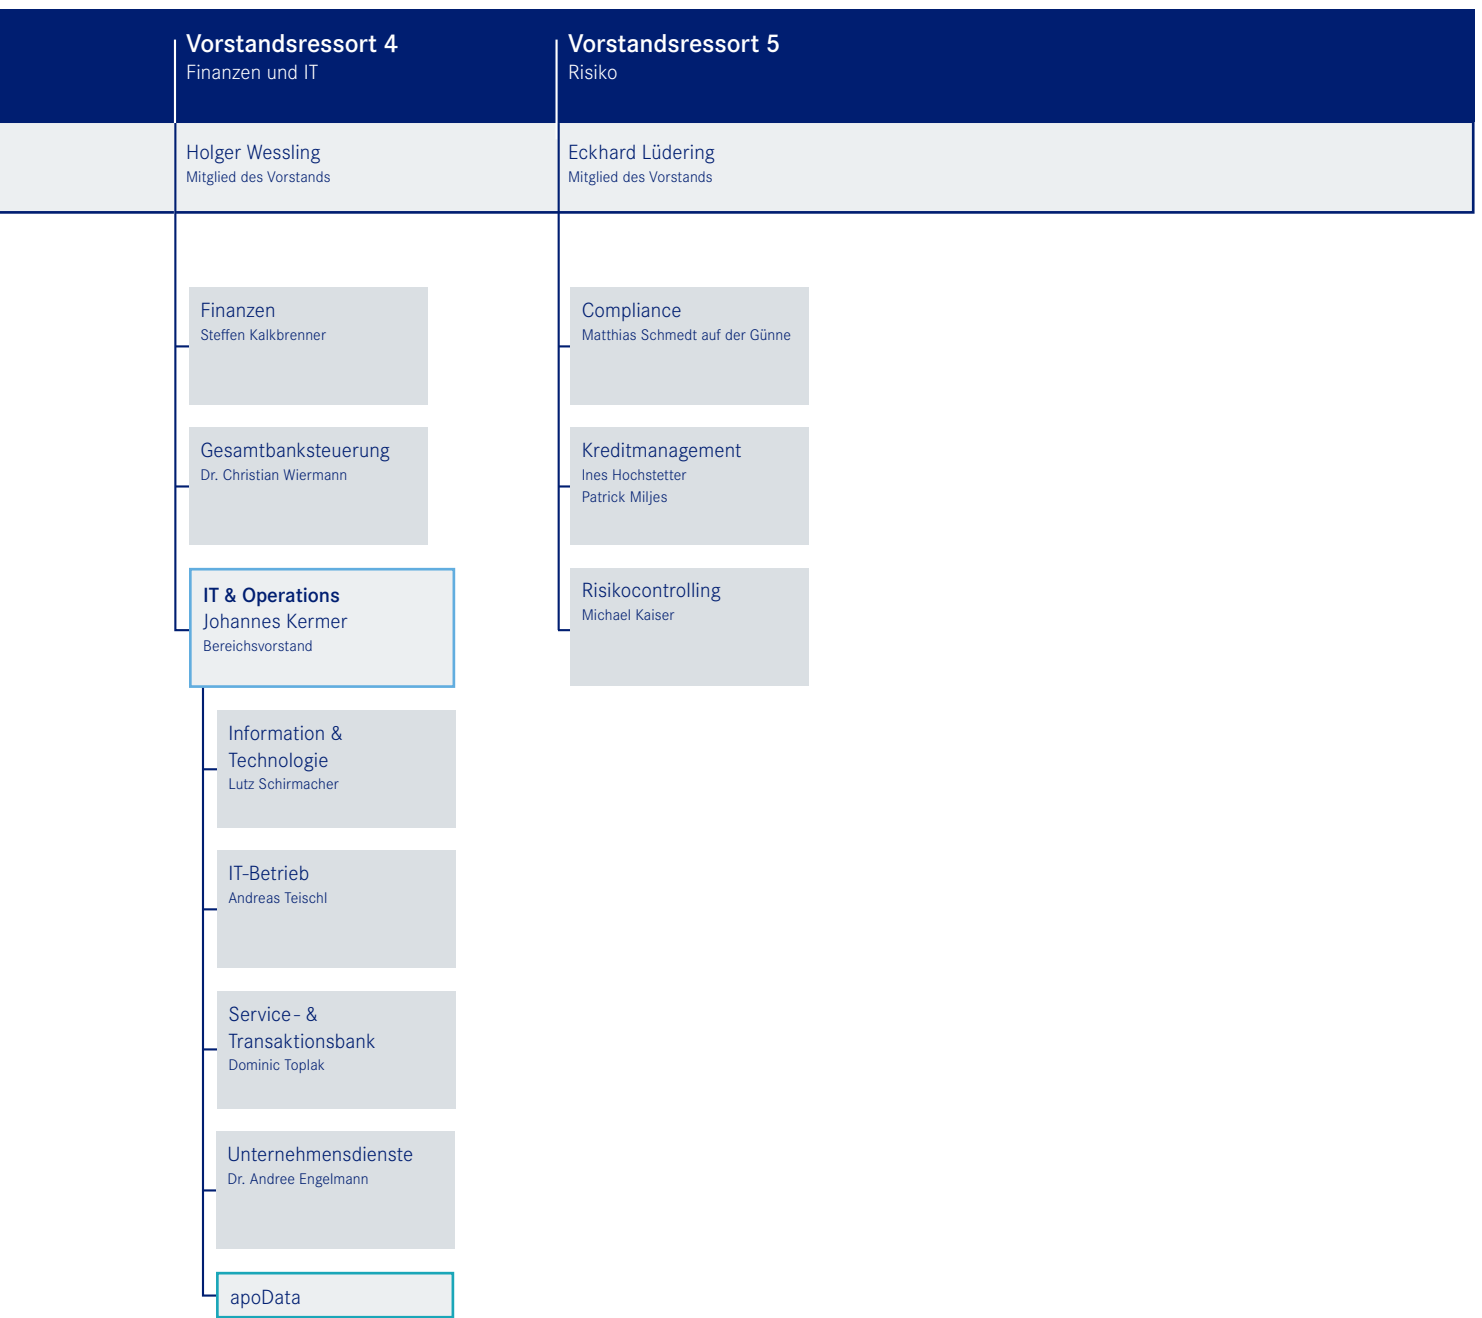 Vorstandsressort 4
Finanzen und IT
Holger Wessling
Mitglied des Vorstands
Finanzen
Steffen Kalkbrenner
Gesamtbanksteuerung
Dr. Christian Wiermann
IT & Operations
Johannes Kermer
Bereichsvorstand
Information &
Technologie
Lutz Schirmacher
IT-Betrieb
Andreas Teischl
Service- &
Transaktionsbank
Dominic Toplak
Unternehmensdienste
Dr. Andree Engelmann
apoData
Vorstandsressort 5
Risiko
Eckhard Lüdering
Mitglied des Vorstands
Compliance
Matthias Schmedt auf der Günne
Kreditmanagement
Ines Hochstetter
Patrick Miljes
Risikocontrolling
Michael Kaiser